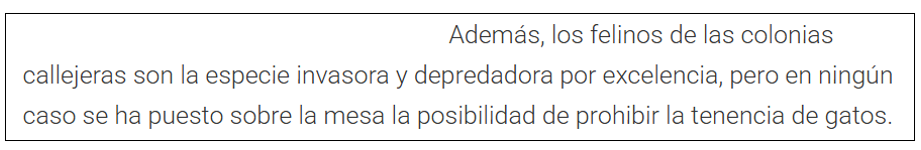 Además, los felinos de las colonias
callejeras son la especie invasora y depredadora por excelencia, pero en ningún
caso se ha puesto sobre la mesa la posibilidad de prohibir la tenencia de gatos.